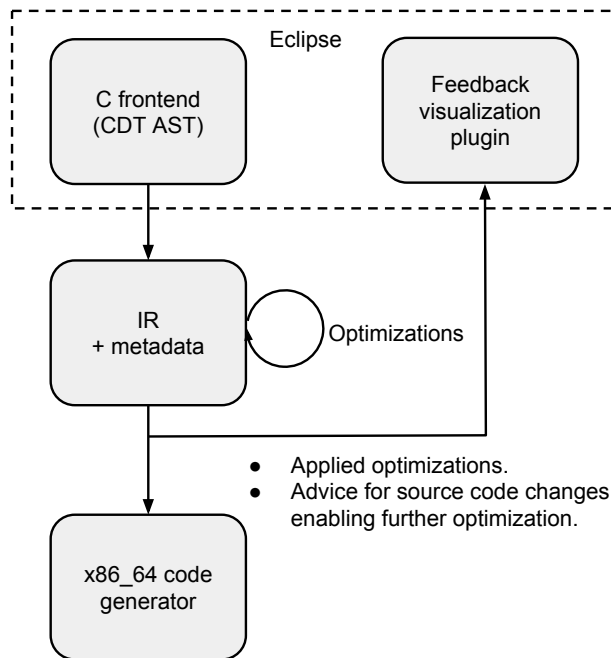 Eclipse
C frontend
(CDT AST)
Feedback
visualization
plugin
IR
+ metadata
Optimizations
● Applied optimizations.
● Advice for source code changes
enabling further optimization.
x86_64 code
generator